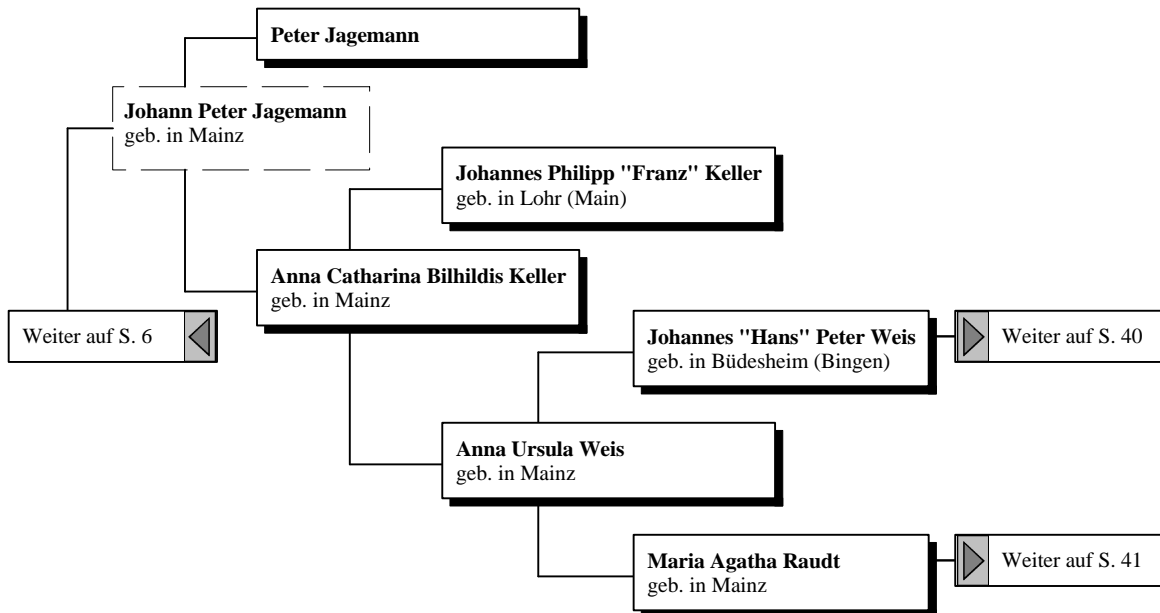 Peter Jagemann
Johann Peter Jagemann
geb. in Mainz
Johannes Philipp "Franz" Keller
geb. in Lohr (Main)
Anna Catharina Bilhildis Keller
geb. in Mainz
Weiter auf S. 6
Johannes "Hans" Peter Weis
geb. in Büdesheim (Bingen)
Weiter auf S. 40
Anna Ursula Weis
geb. in Mainz
Maria Agatha Raudt
geb. in Mainz
Weiter auf S. 41